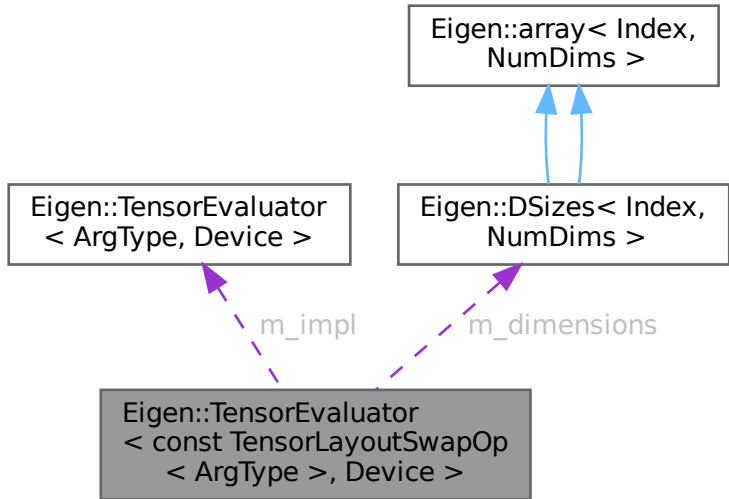 Eigen::array< Index,
NumDims >
Eigen::TensorEvaluator
< ArgType, Device >
Eigen::DSizes< Index,
NumDims >
m_impl
m_dimensions
Eigen::TensorEvaluator
< const TensorLayoutSwapOp
< ArgType >, Device >